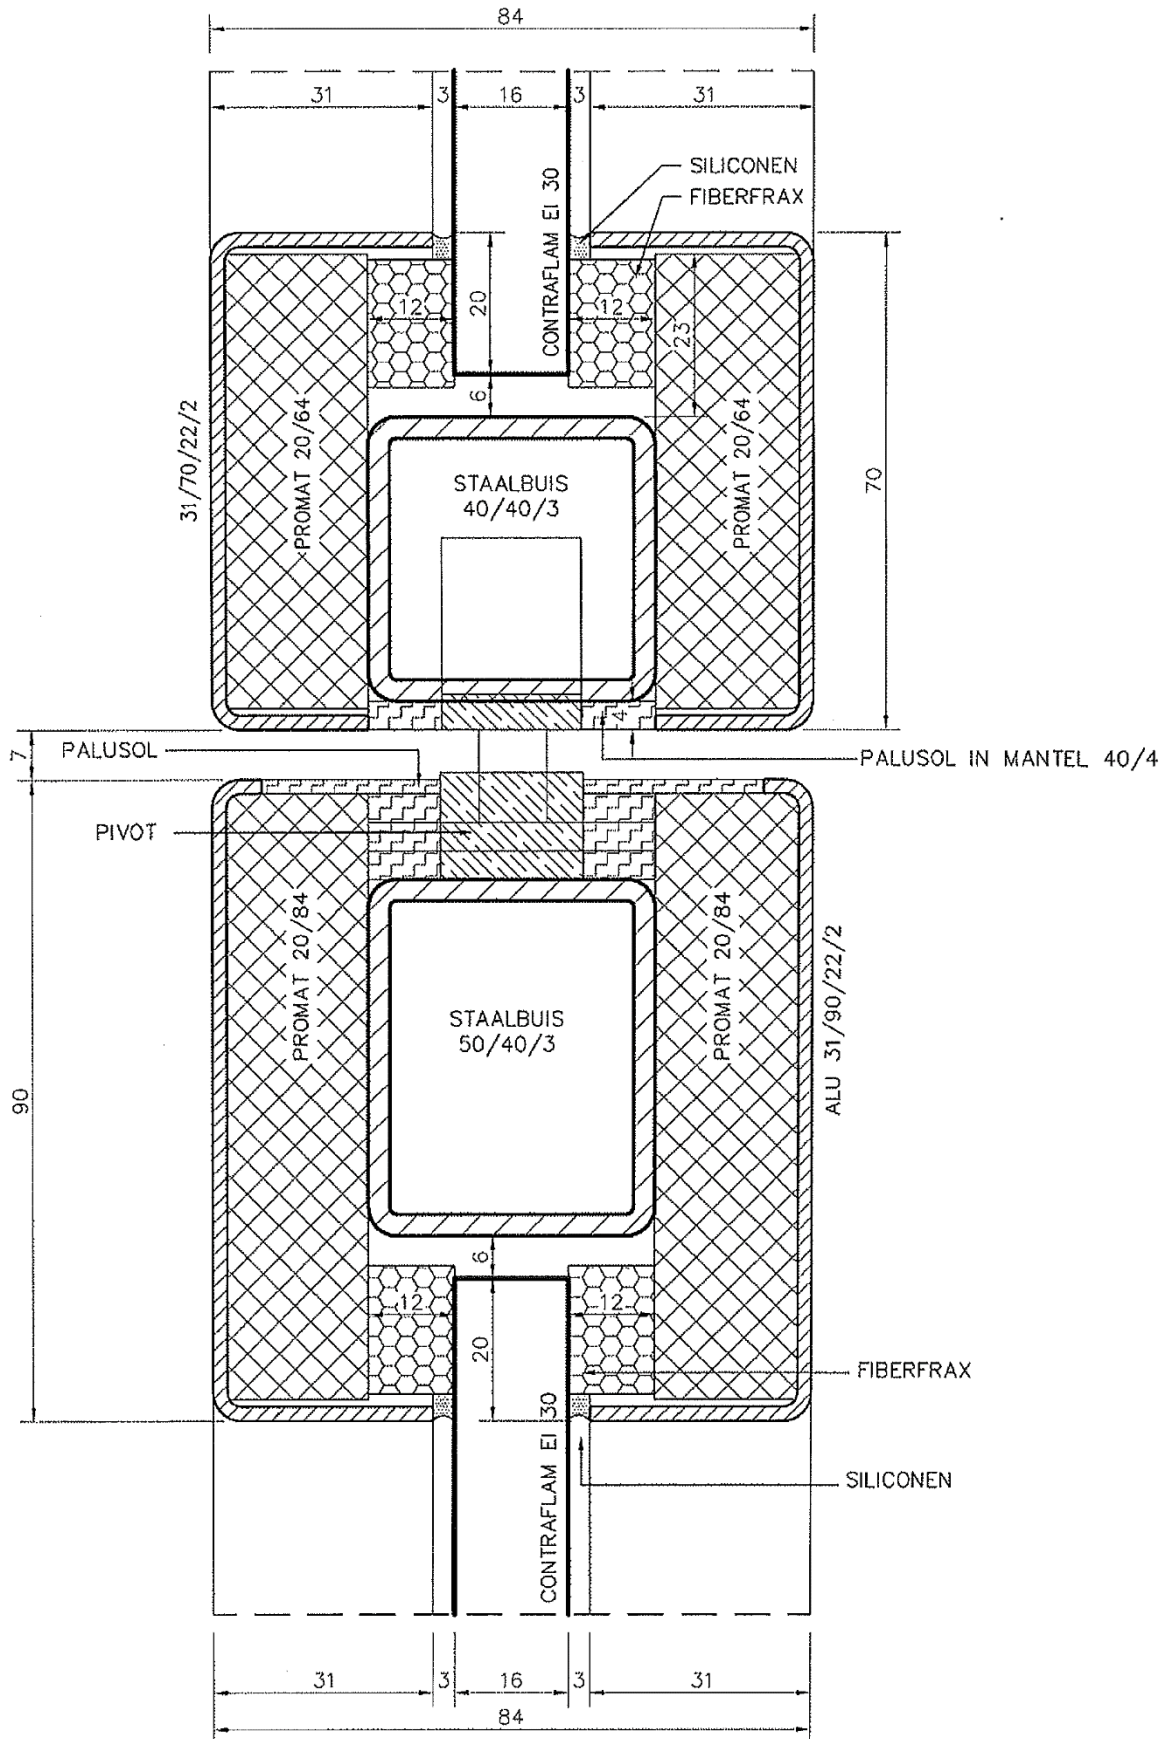 84
31
3
16
3
31
SILICONEN
FIBERFRAX
CONTRAFLAM EI 30
12
20
12
23
6
31/70/22/2
PROMAT 20/64
STAALBUIS
40/40/3
PROMAT 20/64
70
4
7
PALUSOL
PALUSOL IN MANTEL 40/4
PIVOT
PROMAT 20/84
STAALBUIS
50/40/3
PROMAT 20/84
ALU 31/90/22/2
90
6
12
20
12
FIBERFRAX
CONTRAFLAM EI 30
SILICONEN
31
3
16
3
31
84